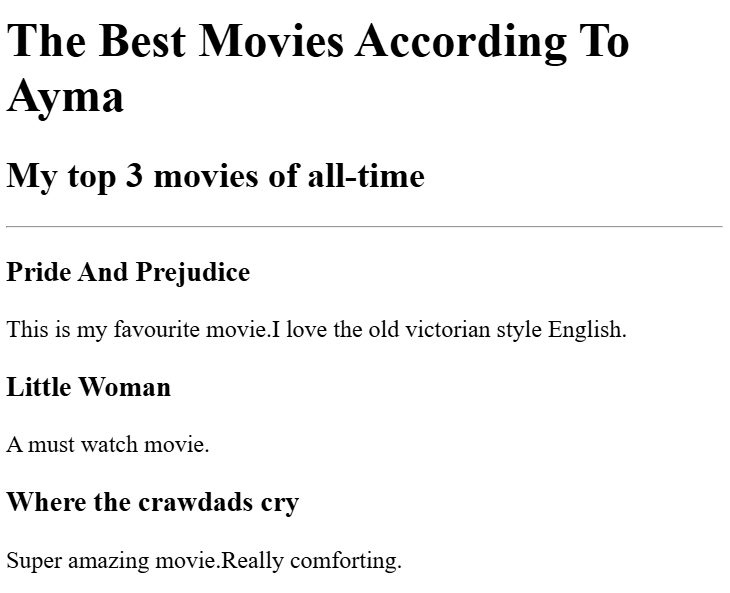 The Best Movies According To
Ayma
My top 3 movies of all-time
Pride And Prejudice
This is my favourite movie.I love the old victorian style English.
Little Woman
A must watch movie.
Where the crawdads cry
Super amazing movie.Really comforting.